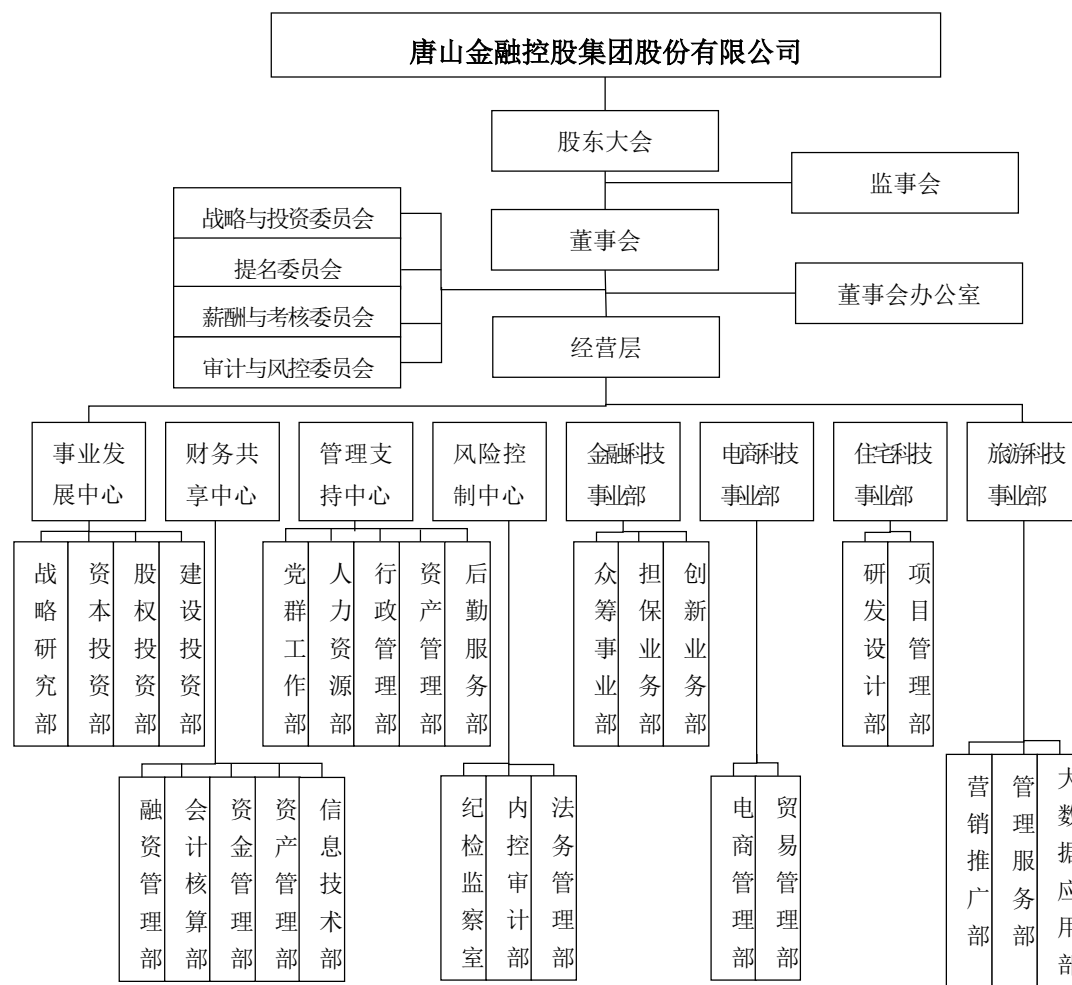 唐山金融控股集团股份有限公司
股东大会
监事会
战略与投资委员会
董事会
提名委员会
董事会办公室
薪酬与考核委员会
经营层
审计与风控委员会
事业发
展中心
财务共
享中心
管理支
持中心
风险控
制中心
金融科技
事业部
电商科技
事业部
住宅科技
事业部
旅游科技
事业部
战略研究部
资本投资部
股权投资部
建设投资部
党群工作部
人力资源部
行政管理部
资产管理部
后勤服务部
众筹事业部
担保业务部
创新业务部
研发设计部
项目管理部
融资管理部
会计核算部
资金管理部
资产管理部
信息技术部
纪检监察室
内控审计部
法务管理部
电商管理部
贸易管理部
营销推广部
管理服务部
大数据应用部